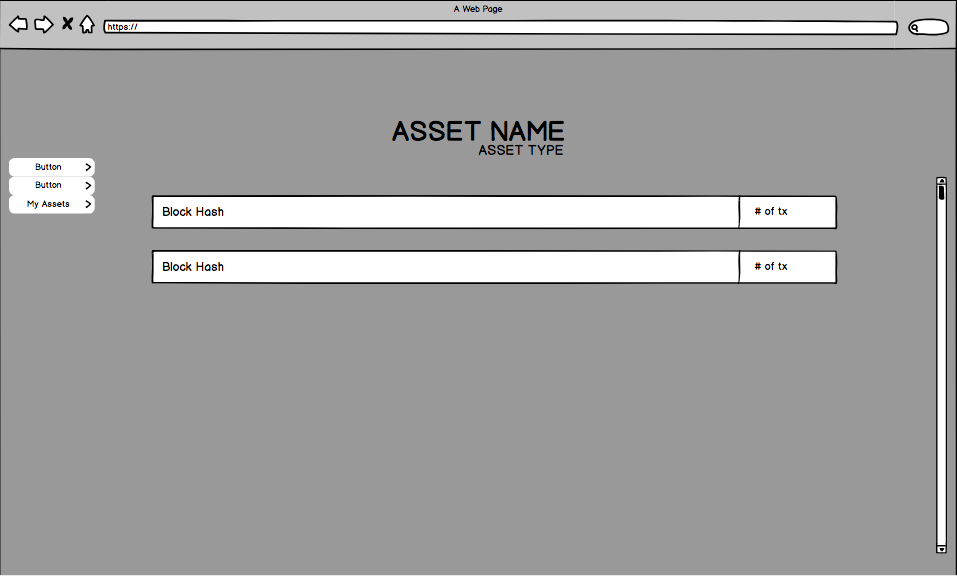 A Web Page
https://
ASSET NAME
ASSET TYPE
Button
Button
My Assets
Block Hash
# of tx
Block Hash
# of tx